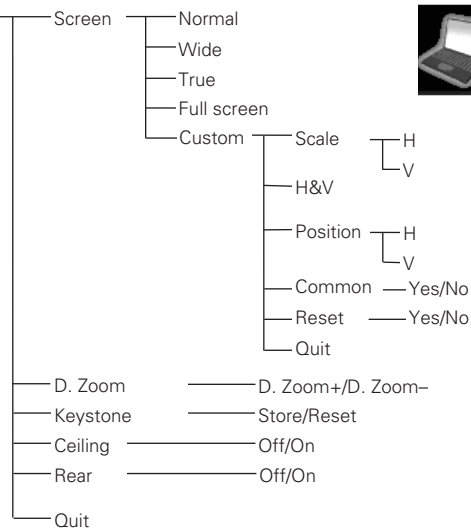 Screen Normal
Wide
True
Full screen
Custom Scale H
V
H&V
Position H
V
Common Yes/No
Reset Yes/No
Quit
D. Zoom D. Zoom+/D. Zoom–
Keystone Store/Reset
Ceiling Off/On
Rear Off/On
Quit